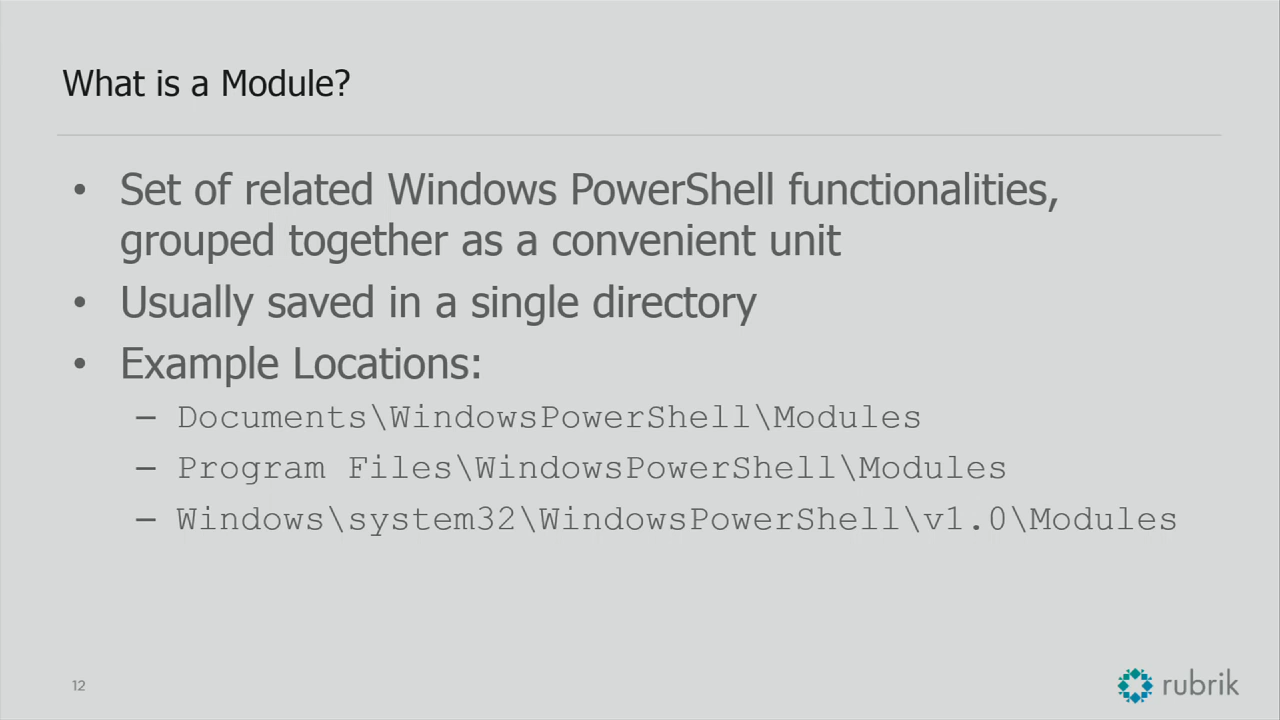 What is a Module?
• Set of related Windows PowerShell functionalities,
grouped together as a convenient unit
• Usually saved in a single directory
• Example Locations:
– Documents\WindowsPowerShell\Modules
– Program Files\WindowsPowerShell\Modules
– Windows\system32\WindowsPowerShell\v1.0\Modules
12
rubrik